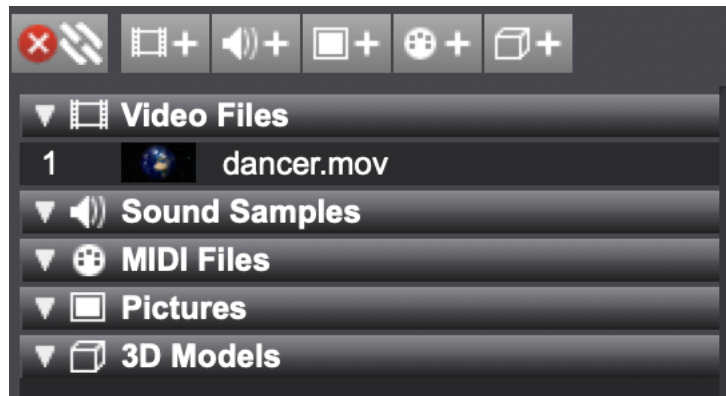 Video Files
1 dancer.mov
Sound Samples
MIDI Files
Pictures
3D Models